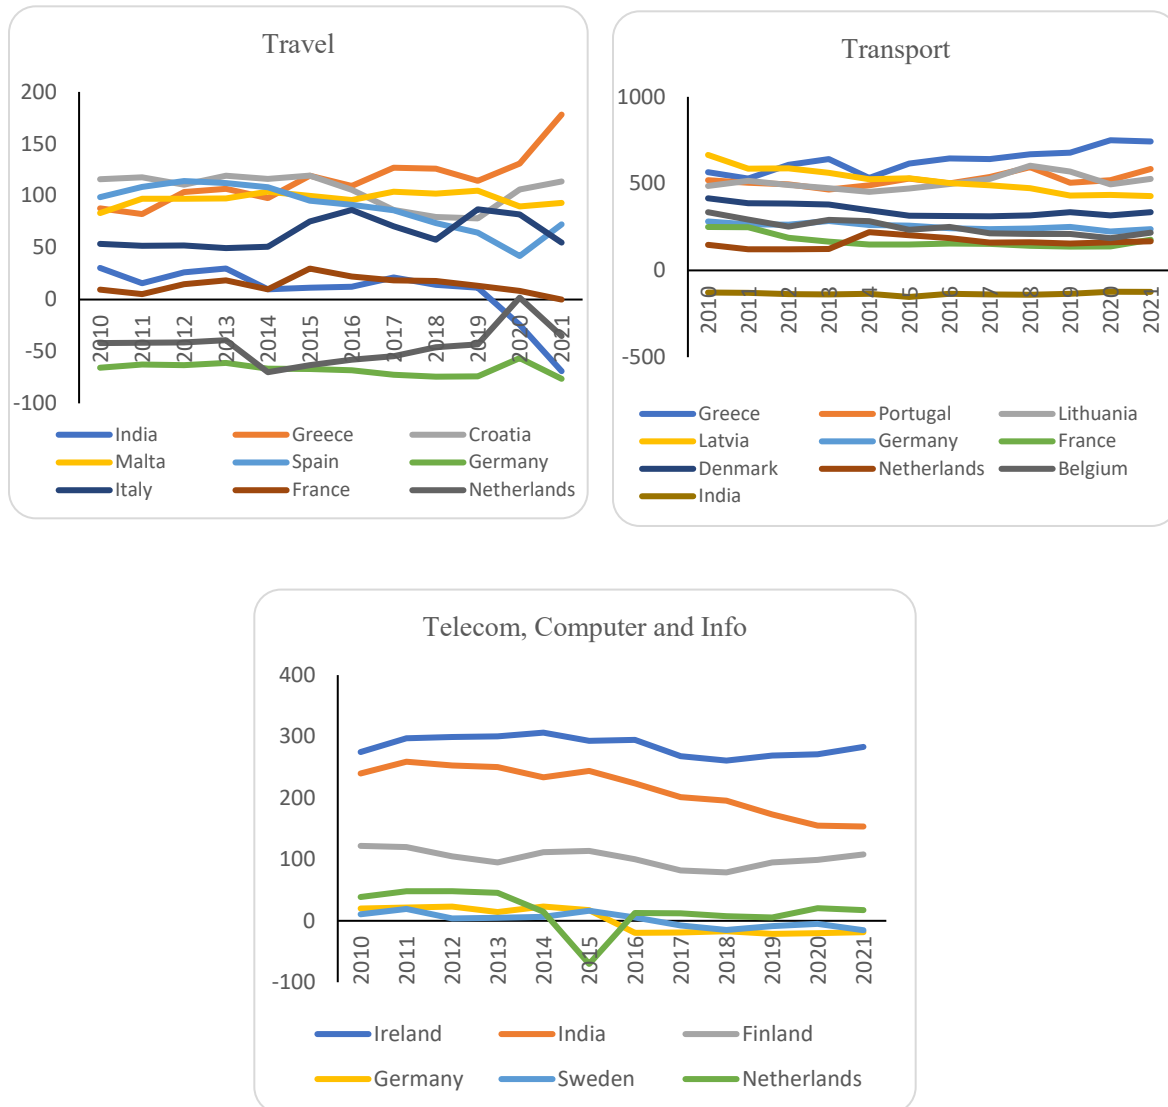 Travel
200
150
100
50
0
-50
-100
2010 2011 2012 2013 2014 2015 2016 2017 2018 2019 2020 2021
India Greece Croatia
Malta Spain Germany
Italy France Netherlands
Transport
1000
500
0
-500
2010 2011 2012 2013 2014 2015 2016 2017 2018 2019 2020 2021
Greece Portugal Lithuania
Latvia Germany France
Denmark Netherlands Belgium
India
Telecom, Computer and Info
400
300
200
100
0
-100
2010 2011 2012 2013 2014 2015 2016 2017 2018 2019 2020 2021
Ireland India Finland
Germany Sweden Netherlands